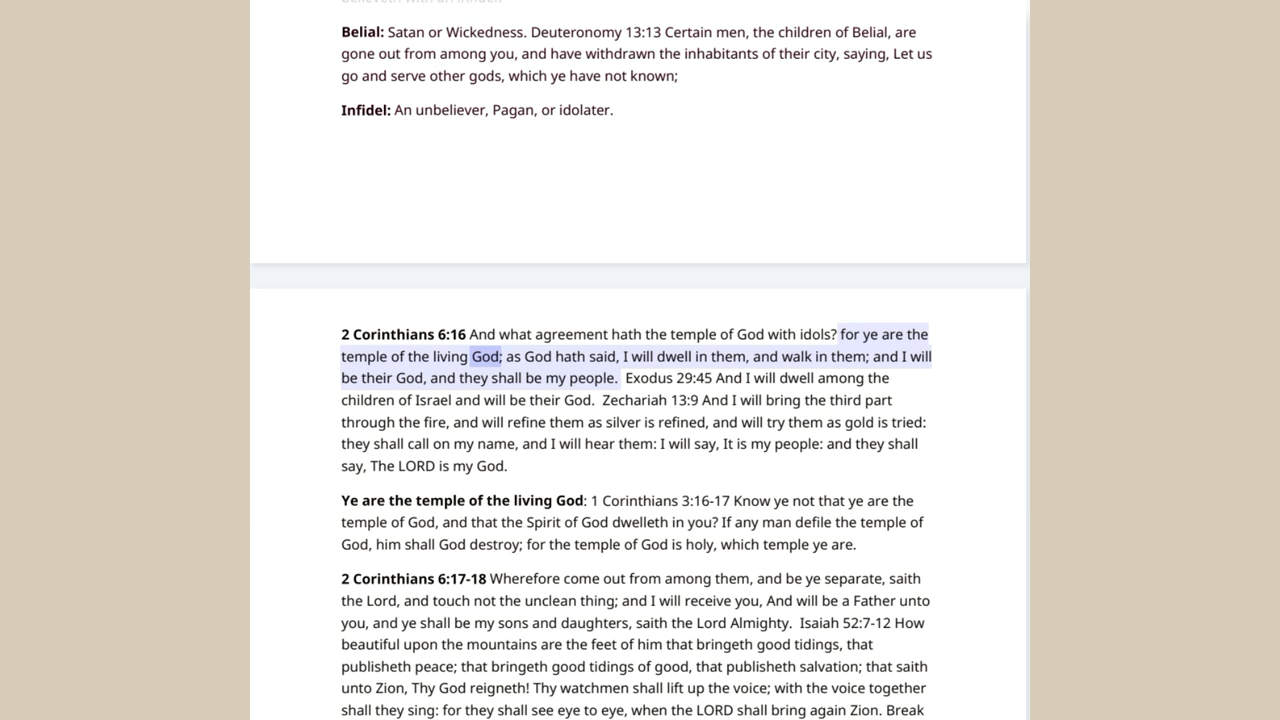 believeth with an infidel
Belial: Satan or Wickedness. Deuteronomy 13:13 Certain men, the children of Belial, are
gone out from among you, and have withdrawn the inhabitants of their city, saying, Let us
go and serve other gods, which ye have not known;
Infidel: An unbeliever, Pagan, or idolater.
2 Corinthians 6:16 And what agreement hath the temple of God with idols? for ye are the
temple of the living God; as God hath said, I will dwell in them, and walk in them; and I will
be their God, and they shall be my people.  Exodus 29:45 And I will dwell among the
children of Israel and will be their God.  Zechariah 13:9 And I will bring the third part
through the fire, and will refine them as silver is refined, and will try them as gold is tried:
they shall call on my name, and I will hear them: I will say, It is my people: and they shall
say, The LORD is my God.
Ye are the temple of the living God: 1 Corinthians 3:16-17 Know ye not that ye are the
temple of God, and that the Spirit of God dwelleth in you? If any man defile the temple of
God, him shall God destroy; for the temple of God is holy, which temple ye are.
2 Corinthians 6:17-18 Wherefore come out from among them, and be ye separate, saith
the Lord, and touch not the unclean thing; and I will receive you, And will be a Father unto
you, and ye shall be my sons and daughters, saith the Lord Almighty.  Isaiah 52:7-12 How
beautiful upon the mountains are the feet of him that bringeth good tidings, that
publisheth peace; that bringeth good tidings of good, that publisheth salvation; that saith
unto Zion, Thy God reigneth! Thy watchmen shall lift up the voice; with the voice together
shall they sing: for they shall see eye to eye, when the LORD shall bring again Zion. Break